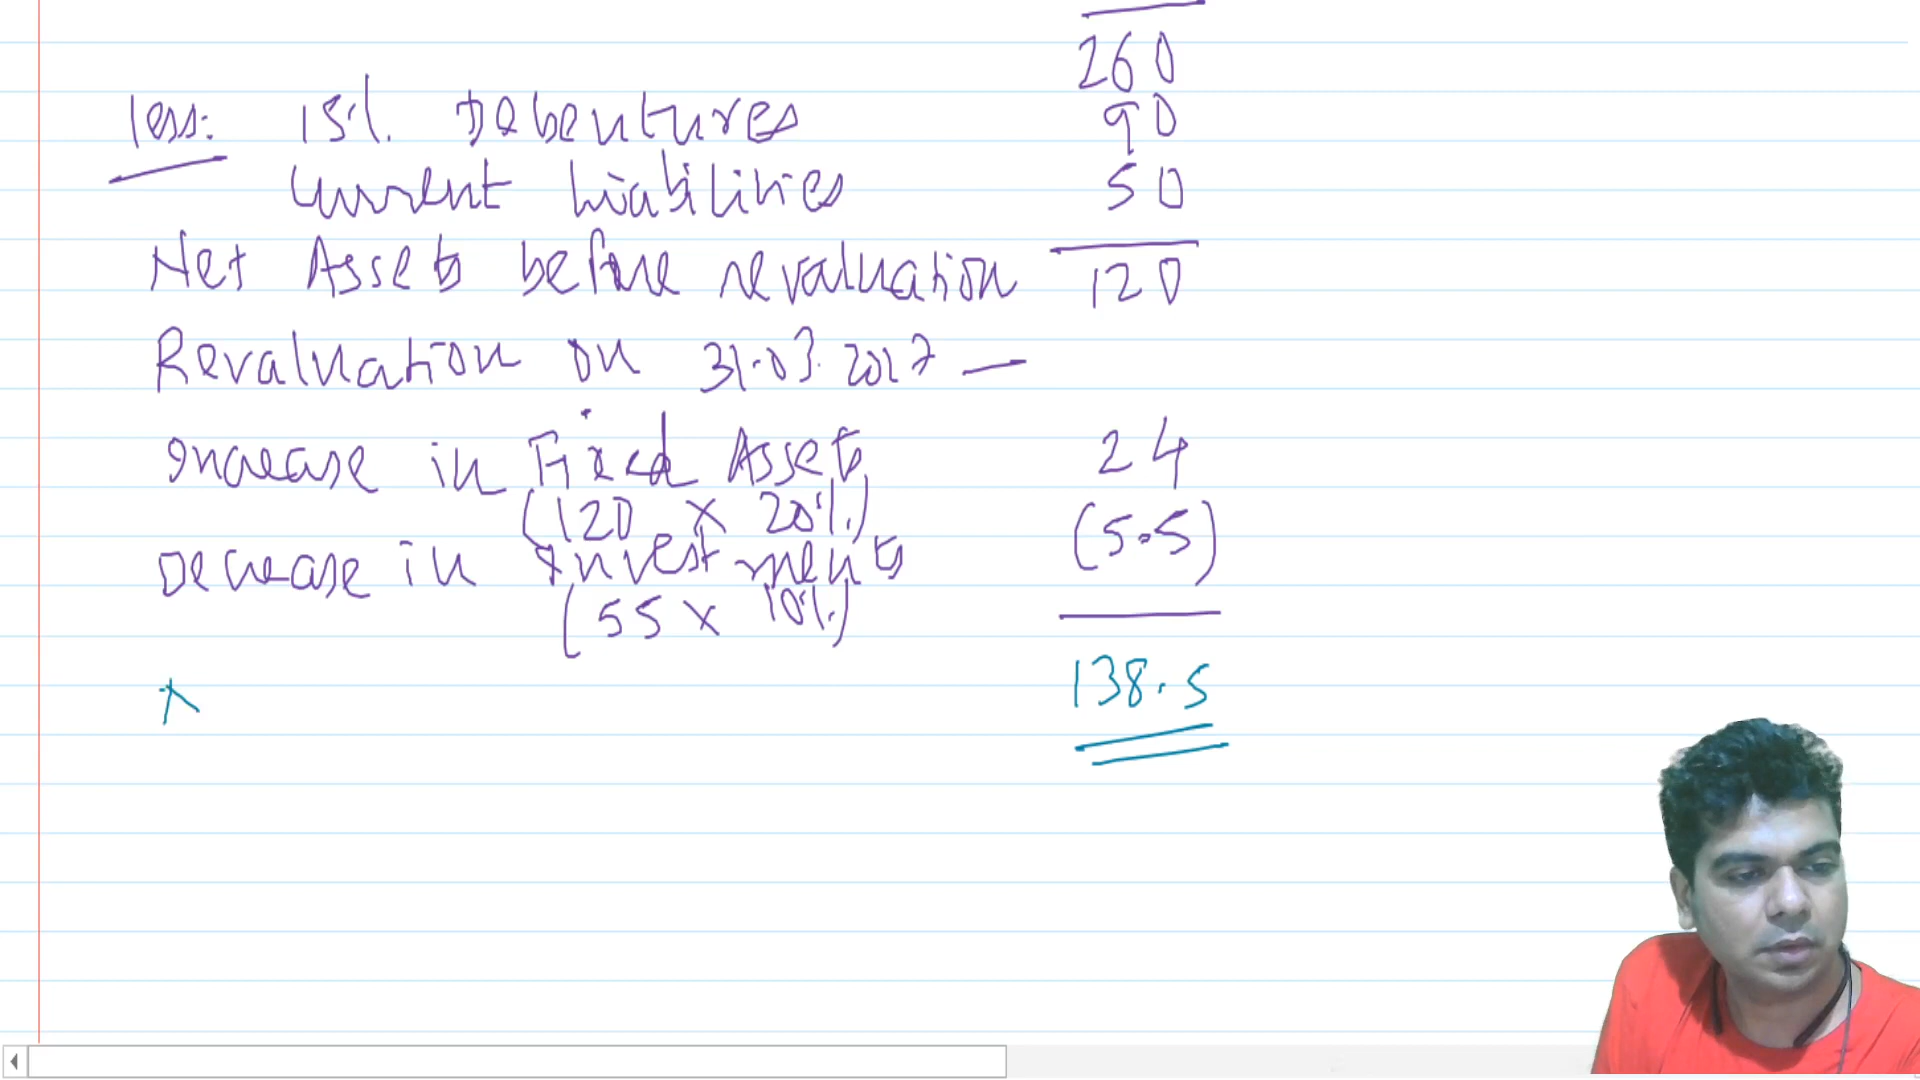 260
less: 15%. Debentures 90
Current Liabilities 50
Net Assets before revaluation 120
Revaluation on 31.03.2017 —
Increase in Fixed Assets 24
(120 x 20%.)
Decrease in Investments (5.5)
(55 x 10%.)
138.5